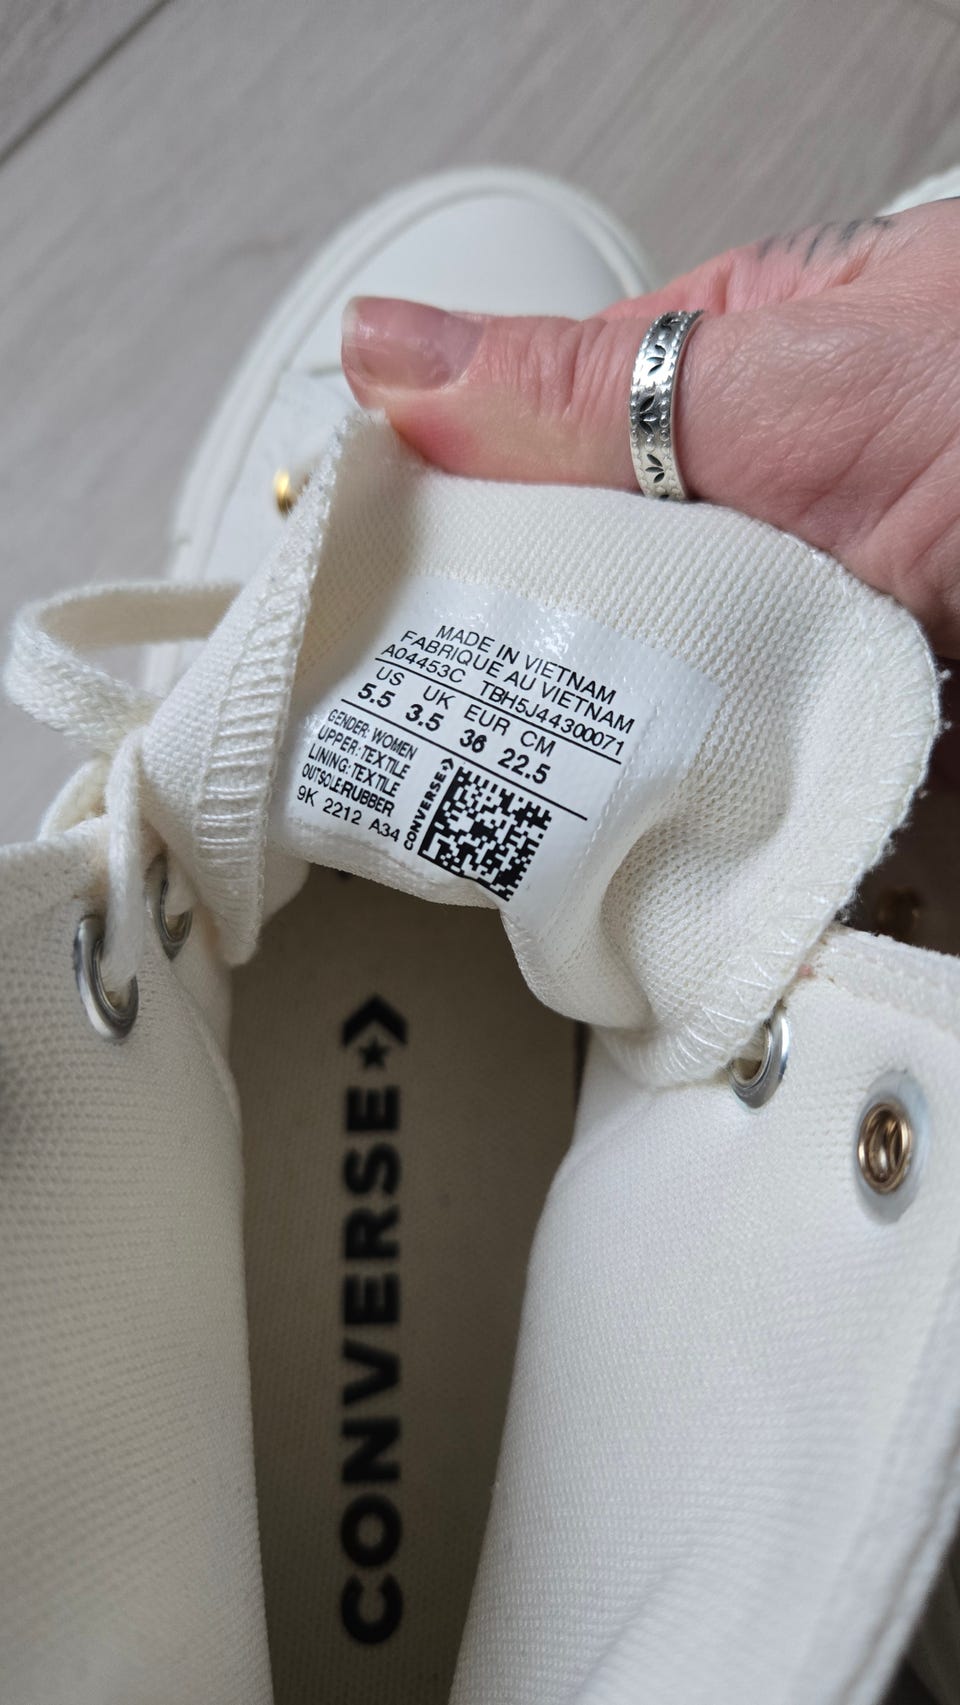 MADE IN VIETNAM
FABRIQUE AU VIETNAM
A04453C TBH5J44300071
US UK EUR CM
5.5 3.5 36 22.5
GENDER: WOMEN
UPPER: TEXTILE
LINING: TEXTILE
OUTSOLE:RUBBER
9K 2212 A34
CONVERSE
CONVERSE